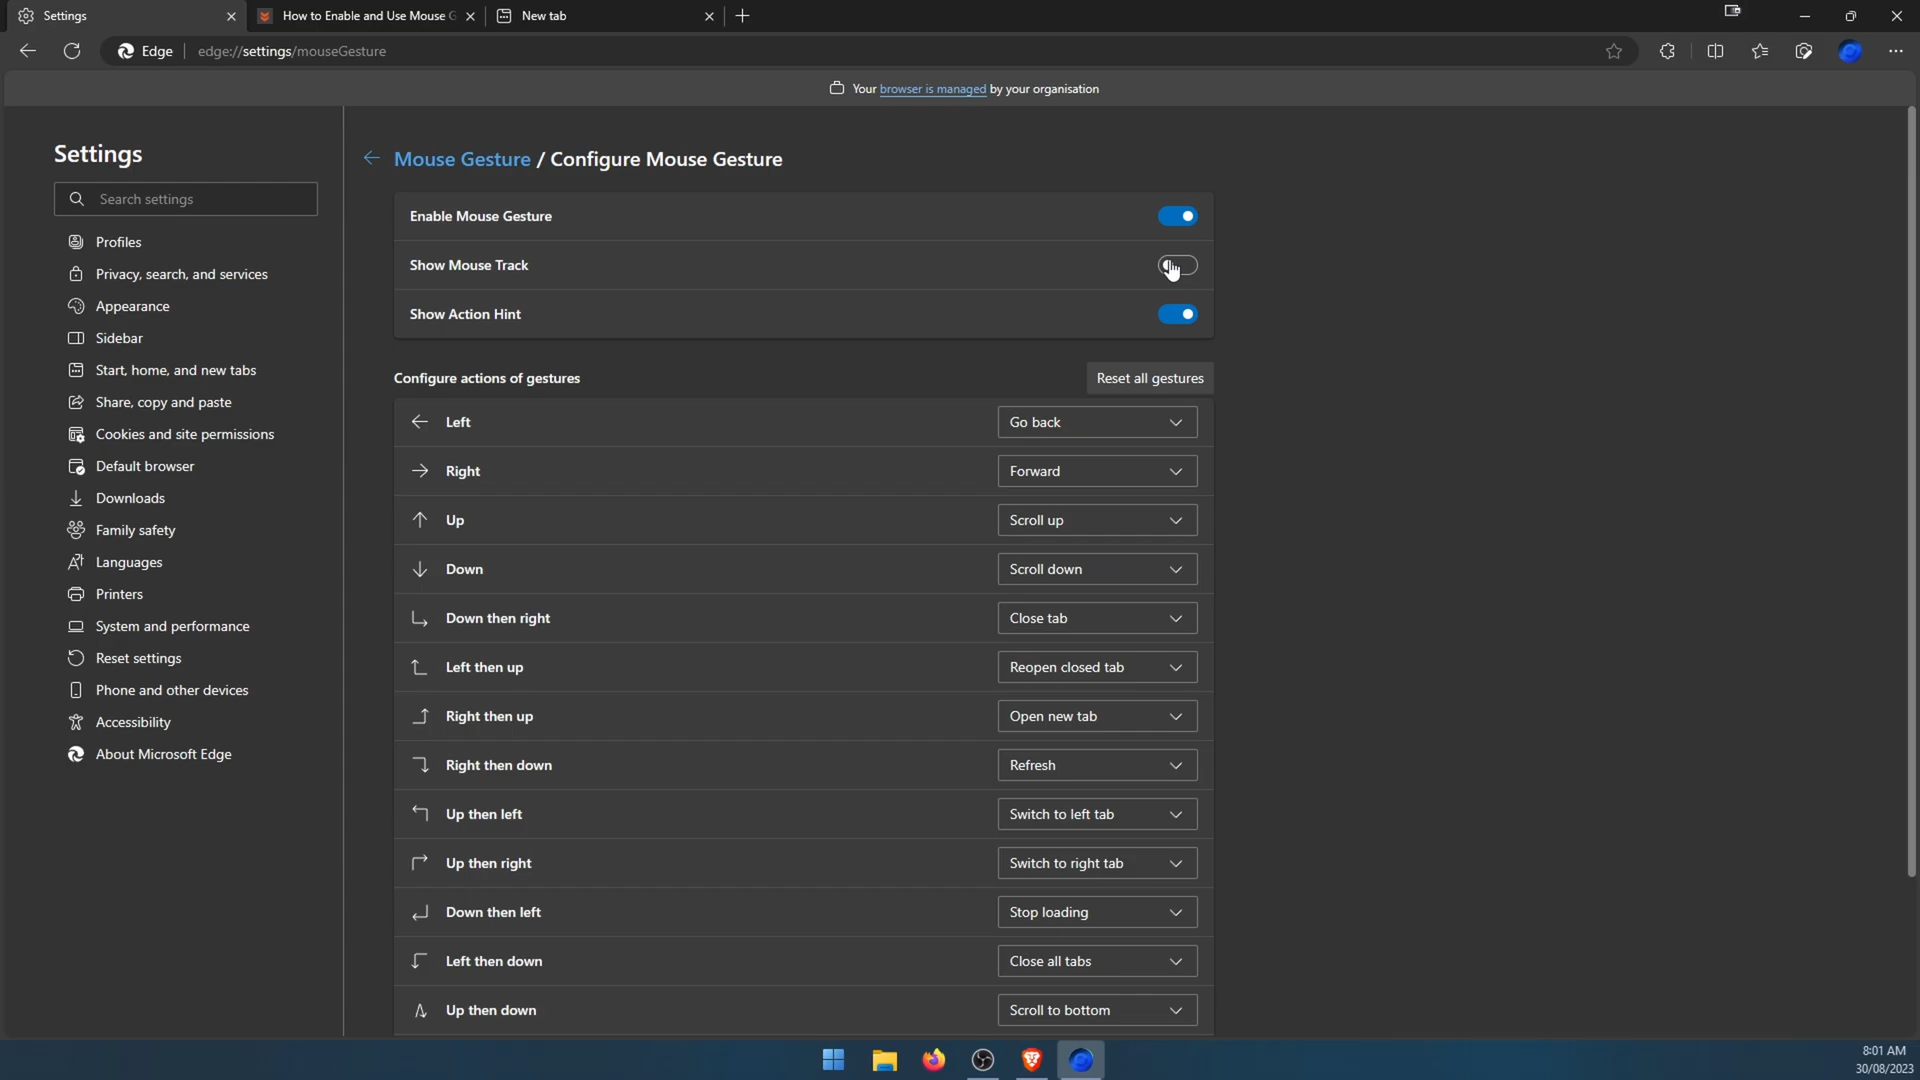 Settings
How to Enable and Use Mouse G
New tab
Edge
edge://settings/mouseGesture
Your browser is managed by your organisation
Settings
Search settings
Profiles
Privacy, search, and services
Appearance
Sidebar
Start, home, and new tabs
Share, copy and paste
Cookies and site permissions
Default browser
Downloads
Family safety
Languages
Printers
System and performance
Reset settings
Phone and other devices
Accessibility
About Microsoft Edge
Mouse Gesture / Configure Mouse Gesture
Enable Mouse Gesture
Show Mouse Track
Show Action Hint
Configure actions of gestures
Reset all gestures
Left
Go back
Right
Forward
Up
Scroll up
Down
Scroll down
Down then right
Close tab
Left then up
Reopen closed tab
Right then up
Open new tab
Right then down
Refresh
Up then left
Switch to left tab
Up then right
Switch to right tab
Down then left
Stop loading
Left then down
Close all tabs
Up then down
Scroll to bottom
8:01 AM
30/08/2023